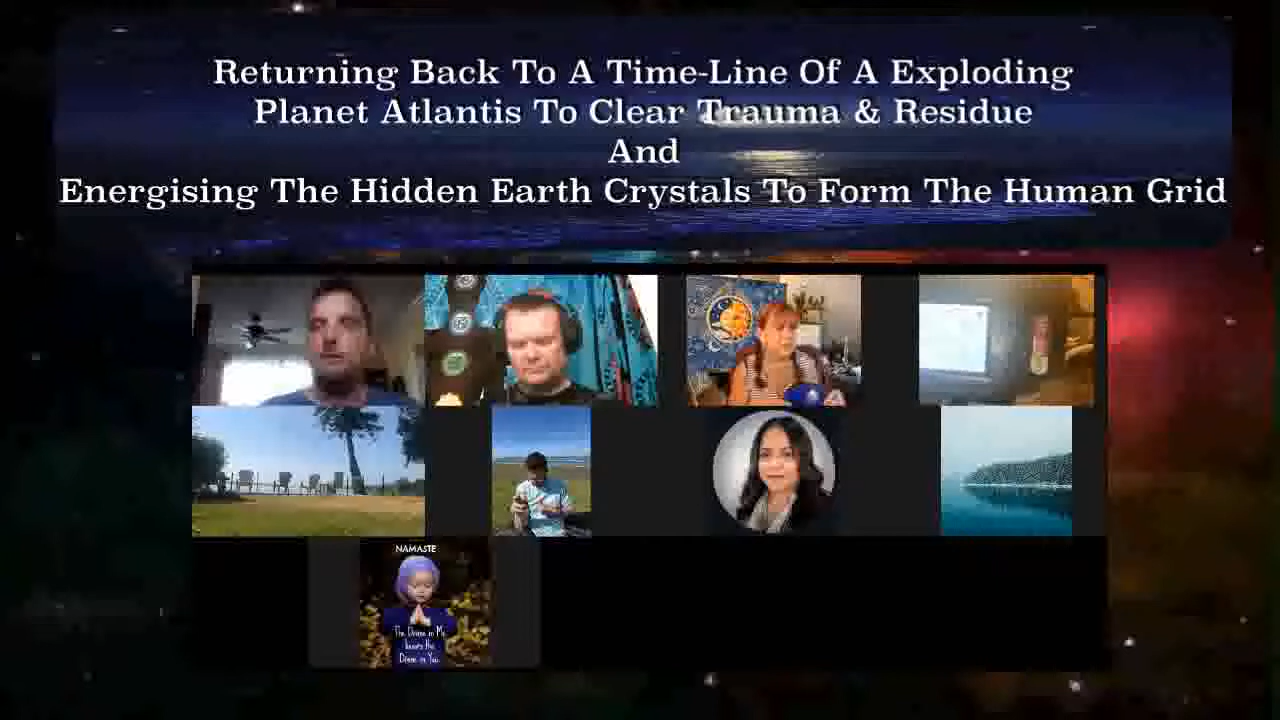 Returning Back To A Time-Line Of A Exploding
Planet Atlantis To Clear Trauma & Residue
And
Energising The Hidden Earth Crystals To Form The Human Grid
NAMASTE
The Divine in Me
Honors the
Divine in You